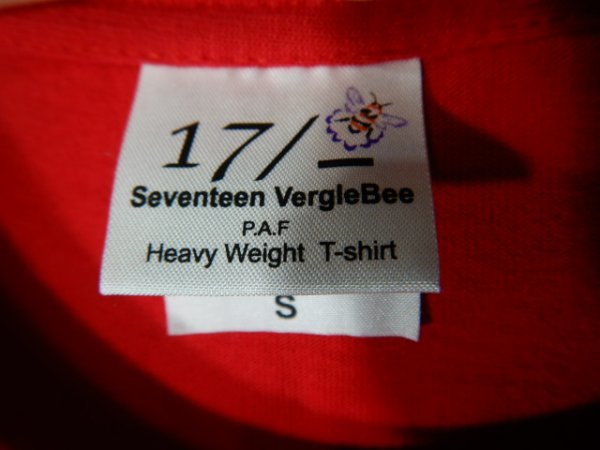 17/_
Seventeen VergleBee
P.A.F
Heavy Weight T-shirt
S